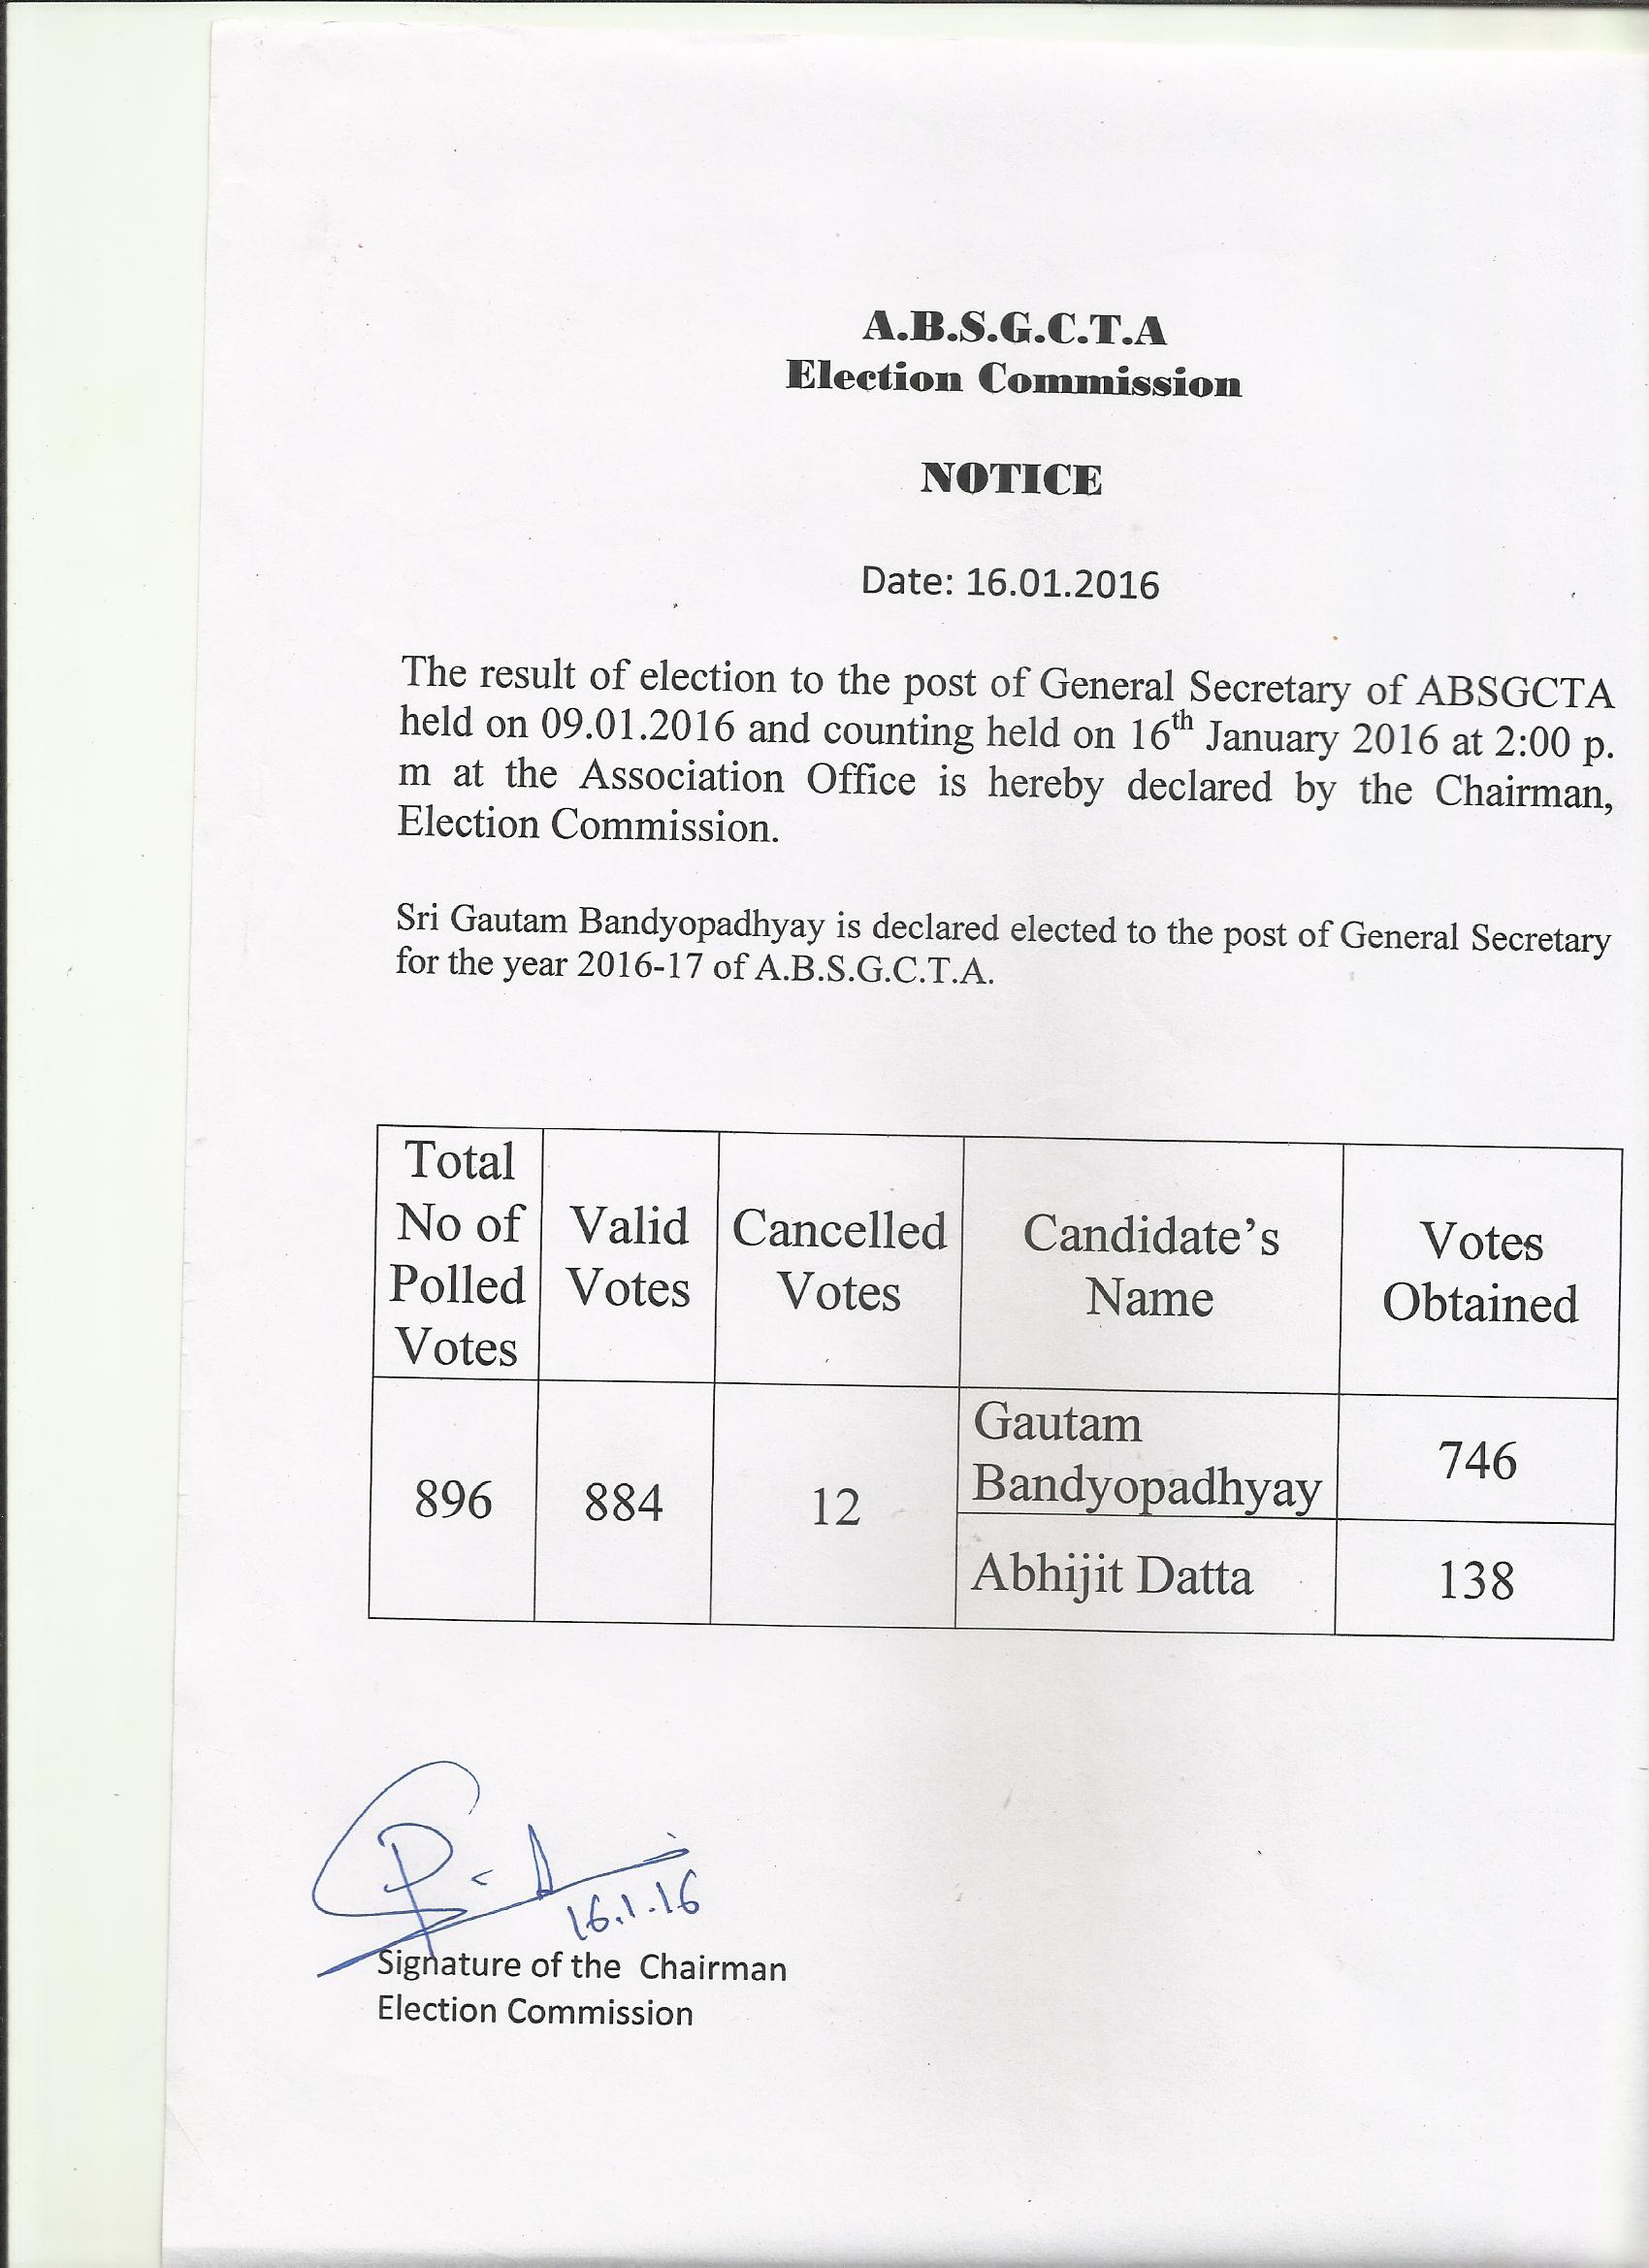 A.B.S.G.C.T.A
Election Commission
NOTICE
Date: 16.01.2016
The result of election to the post of General Secretary of ABSGCTA
held on 09.01.2016 and counting held on 16th January 2016 at 2:00 p.
m at the Association Office is hereby declared by the Chairman,
Election Commission.
Sri Gautam Bandyopadhyay is declared elected to the post of General Secretary
for the year 2016-17 of A.B.S.G.C.T.A.
Total
No of
Polled
Votes
Valid
Votes
Cancelled
Votes
Candidate's
Name
Votes
Obtained
896
884
12
Gautam
Bandyopadhyay
746
Abhijit Datta
138
16.1.16
Signature of the Chairman
Election Commission